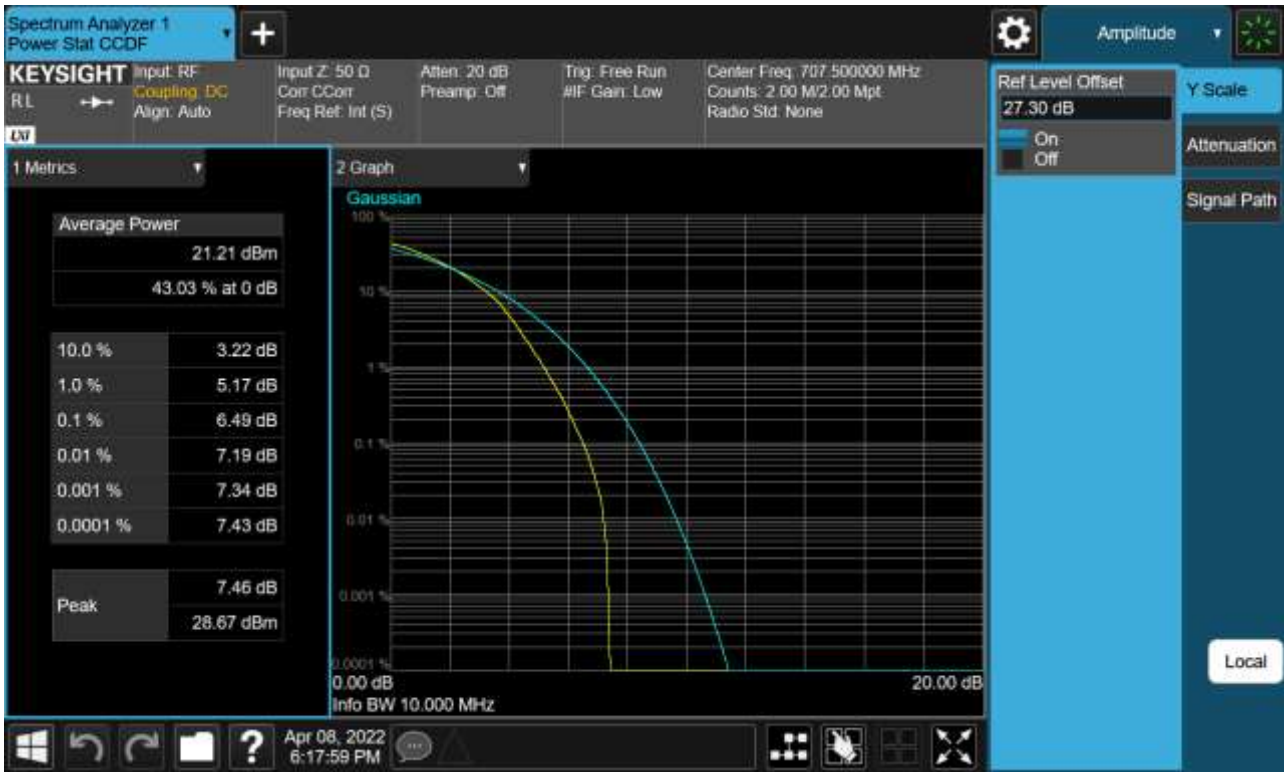 Spectrum Analyzer 1
Power Stat CCDF
+
Amplitude
KEYSIGHT
RL
LXI
Input: RF
Coupling: DC
Align: Auto
Input Z: 50 Ω
Corr CCorr
Freq Ref: Int (S)
Atten: 20 dB
Preamp: Off
Trig: Free Run
#IF Gain: Low
Center Freq: 707.500000 MHz
Counts: 2.00 M/2.00 Mpt
Radio Std: None
Ref Level Offset
27.30 dB
On
Off
Y Scale
Attenuation
Signal Path
Local
1 Metrics
Average Power
21.21 dBm
43.03 % at 0 dB
10.0 % 3.22 dB
1.0 % 5.17 dB
0.1 % 6.49 dB
0.01 % 7.19 dB
0.001 % 7.34 dB
0.0001 % 7.43 dB
Peak
7.46 dB
28.67 dBm
2 Graph
Gaussian
100 %
10 %
1 %
0.1 %
0.01 %
0.001 %
0.0001 %
0.00 dB 20.00 dB
Info BW 10.000 MHz
?
Apr 08, 2022
6:17:59 PM